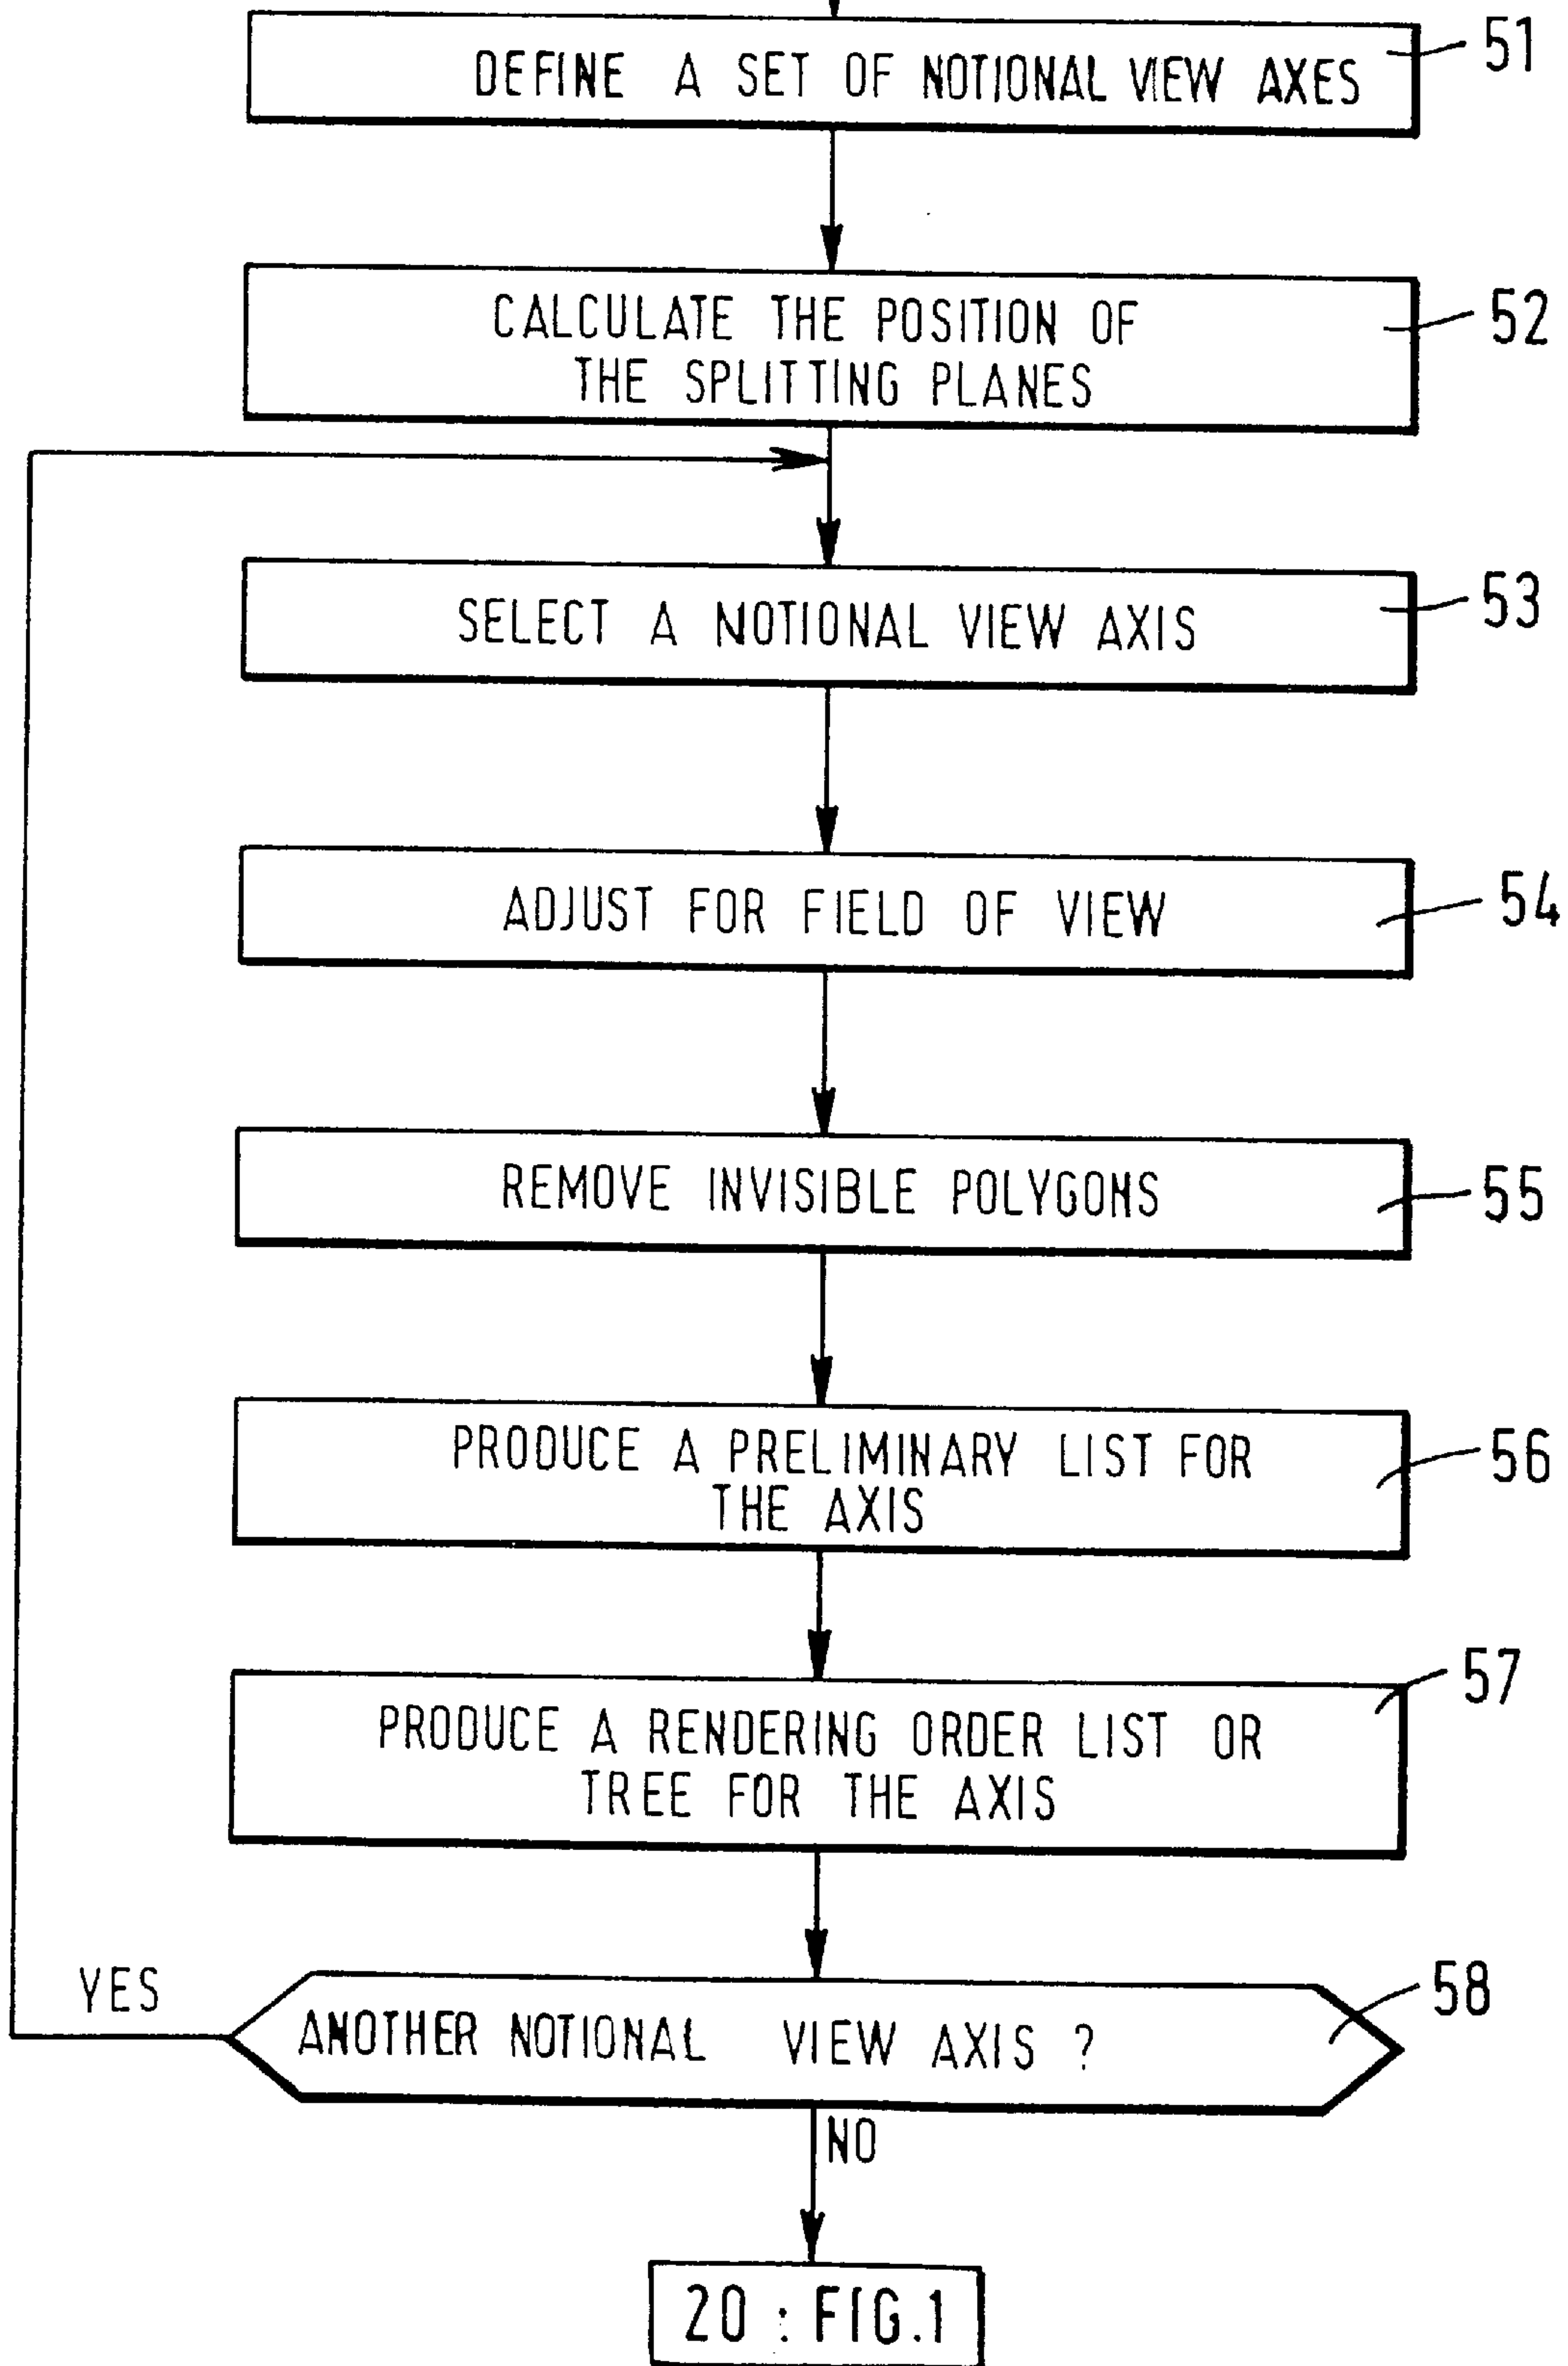 DEFINE A SET OF NOTIONAL VIEW AXES
51
CALCULATE THE POSITION OF
THE SPLITTING PLANES
52
SELECT A NOTIONAL VIEW AXIS
53
ADJUST FOR FIELD OF VIEW
54
REMOVE INVISIBLE POLYGONS
55
PRODUCE A PRELIMINARY LIST FOR
THE AXIS
56
PRODUCE A RENDERING ORDER LIST OR
TREE FOR THE AXIS
57
YES
ANOTHER NOTIONAL VIEW AXIS ?
58
NO
20 : FIG.1